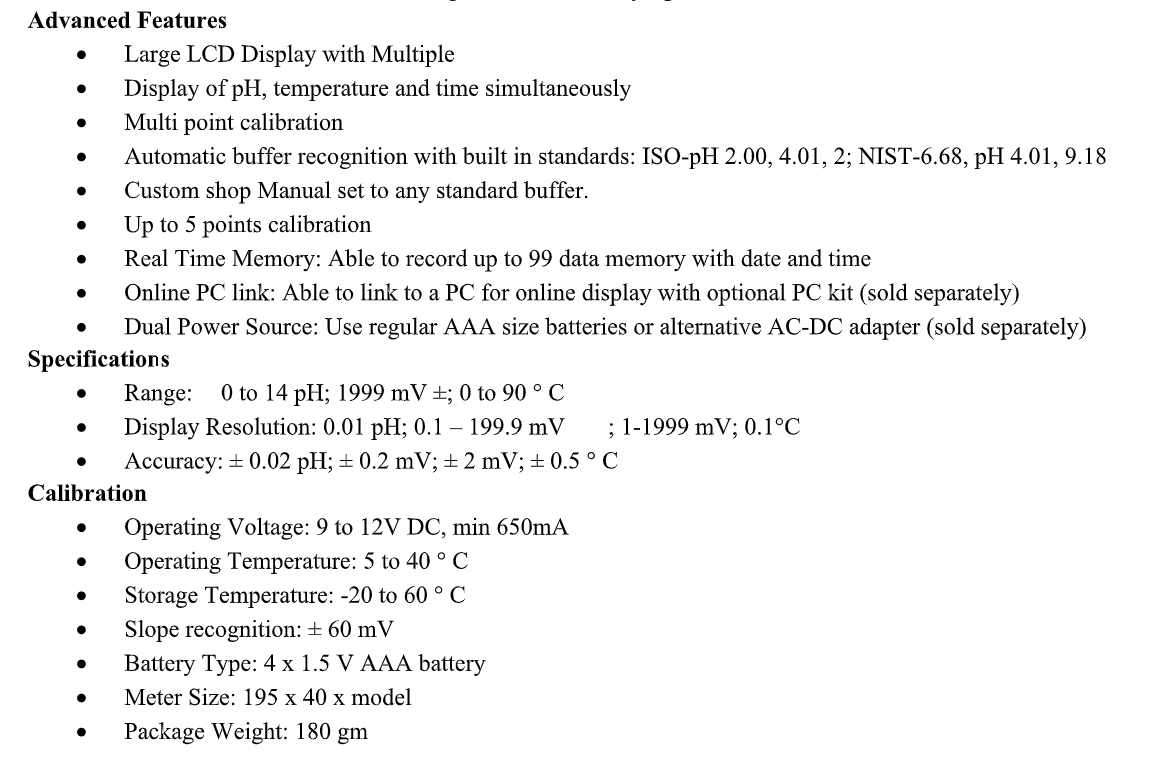 Advanced Features
• Large LCD Display with Multiple
• Display of pH, temperature and time simultaneously
• Multi point calibration
• Automatic buffer recognition with built in standards: ISO-pH 2.00, 4.01, 2; NIST-6.68, pH 4.01, 9.18
• Custom shop Manual set to any standard buffer.
• Up to 5 points calibration
• Real Time Memory: Able to record up to 99 data memory with date and time
• Online PC link: Able to link to a PC for online display with optional PC kit (sold separately)
• Dual Power Source: Use regular AAA size batteries or alternative AC-DC adapter (sold separately)
Specifications
• Range: 0 to 14 pH; 1999 mV ±; 0 to 90 ° C
• Display Resolution: 0.01 pH; 0.1 – 199.9 mV ; 1-1999 mV; 0.1°C
• Accuracy: ± 0.02 pH; ± 0.2 mV; ± 2 mV; ± 0.5 ° C
Calibration
• Operating Voltage: 9 to 12V DC, min 650mA
• Operating Temperature: 5 to 40 ° C
• Storage Temperature: -20 to 60 ° C
• Slope recognition: ± 60 mV
• Battery Type: 4 x 1.5 V AAA battery
• Meter Size: 195 x 40 x model
• Package Weight: 180 gm